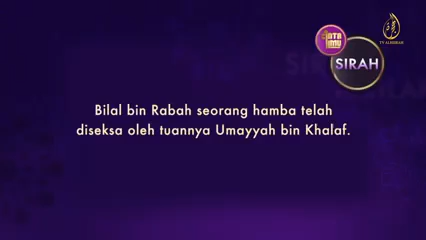 SIRAH
Bilal bin Rabah seorang hamba telah
diseksa oleh tuannya Umayyah bin Khalaf.